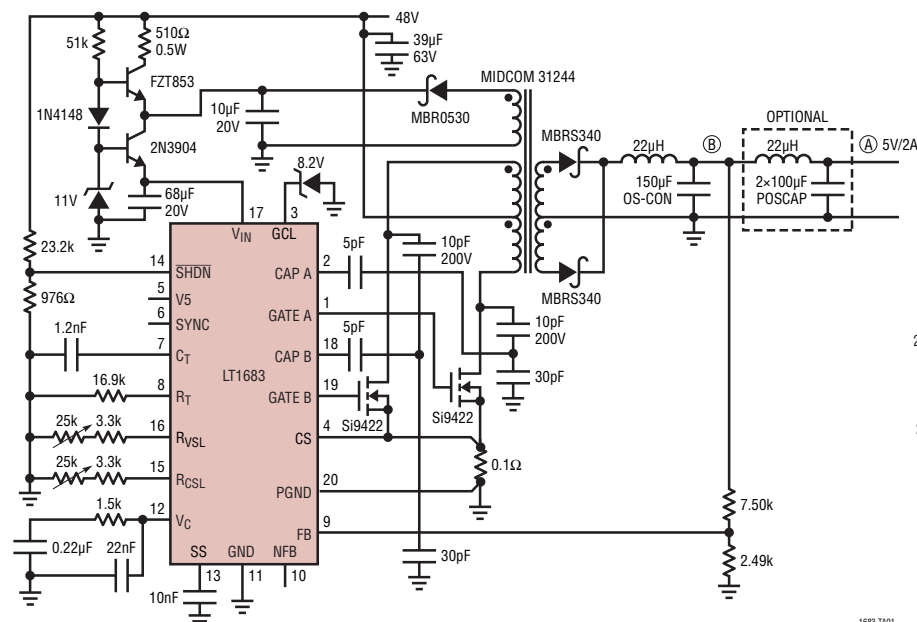 48V
51k
510Ω
0.5W
39µF
63V
FZT853
MIDCOM 31244
1N4148
10µF
20V
MBR0530
OPTIONAL
2N3904
MBRS340
22µH
B
22µH
A 5V/2A
11V
68µF
20V
8.2V
150µF
OS-CON
2×100µF
POSCAP
17
3
VIN
GCL
23.2k
5pF
10pF
200V
14
SHDN
CAP A
2
MBRS340
976Ω
5
V5
6
SYNC
GATE A
1
1.2nF
5pF
10pF
200V
7
CT
CAP B
18
30pF
LT1683
16.9k
8
RT
GATE B
19
Si9422
Si9422
25k
3.3k
16
RVSL
CS
4
0.1Ω
25k
3.3k
15
RCSL
PGND
20
7.50k
1.5k
12
VC
FB
9
0.22µF
22nF
SS
GND
NFB
30pF
2.49k
13
11
10
10nF
1683 TA01